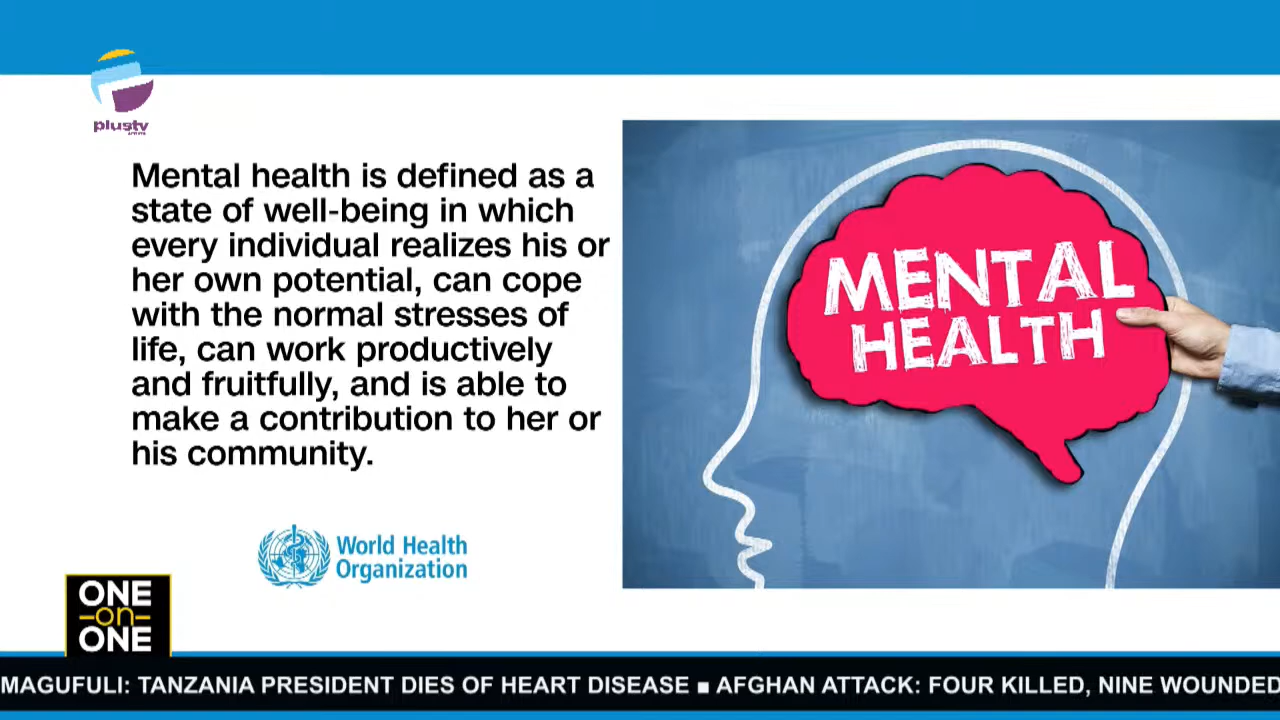 plustv
Mental health is defined as a
state of well-being in which
every individual realizes his or
her own potential, can cope
with the normal stresses of
life, can work productively
and fruitfully, and is able to
make a contribution to her or
his community.
MENTAL
HEALTH
World Health
Organization
ONE
on
ONE
MAGUFULI: TANZANIA PRESIDENT DIES OF HEART DISEASE ■ AFGHAN ATTACK: FOUR KILLED, NINE WOUNDED